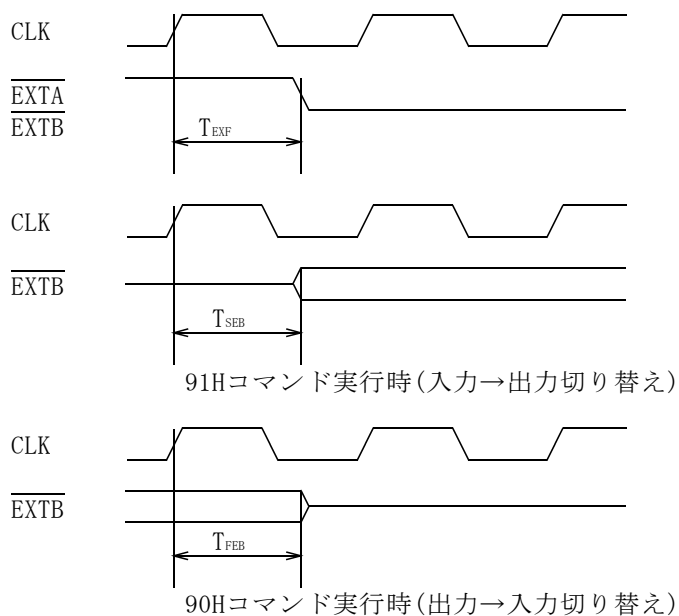 CLK
EXTA
EXTB
TEXF
CLK
EXTB
TSEB
91Hコマンド実行時(入力→出力切り替え)
CLK
EXTB
TFEB
90Hコマンド実行時(出力→入力切り替え)